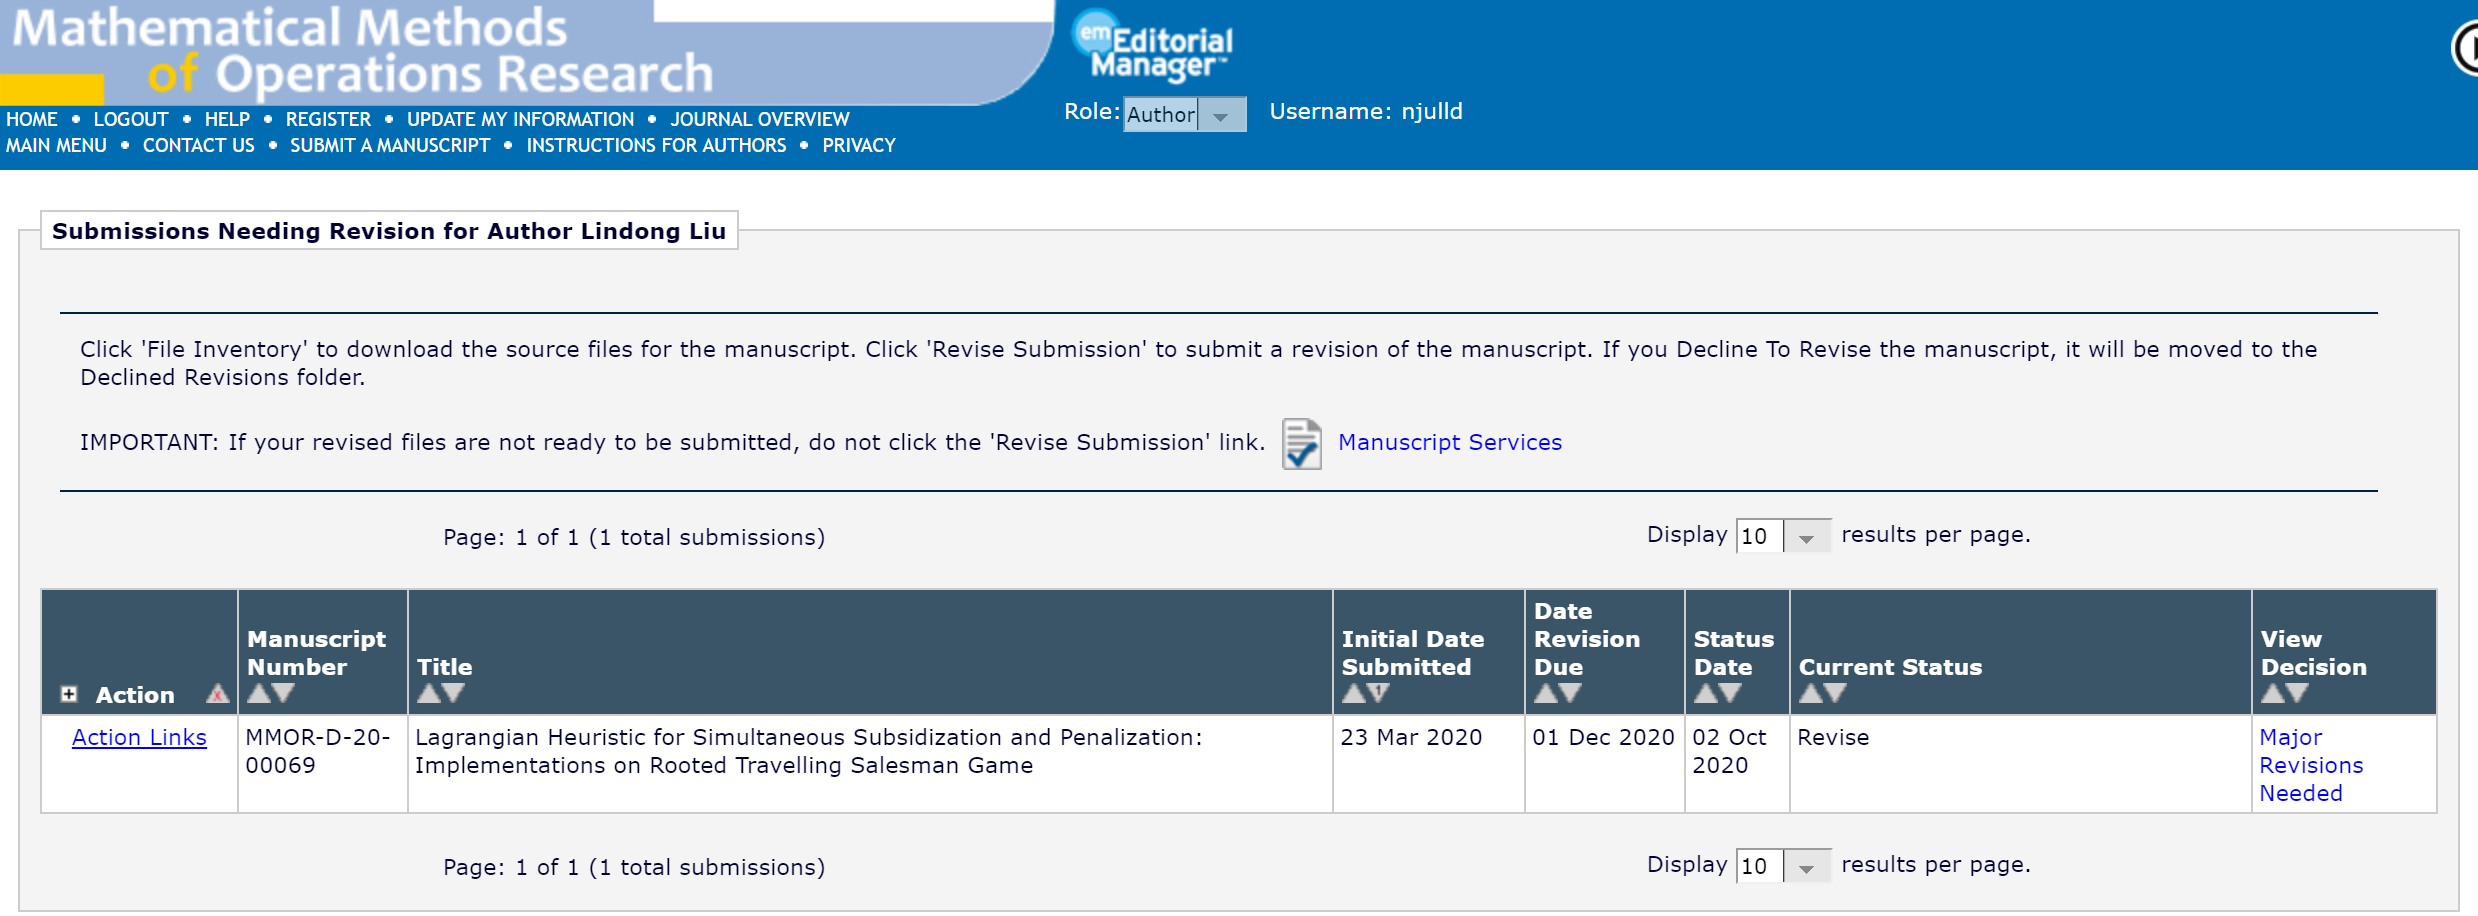 Mathematical Methods
of Operations Research
em Editorial
Manager™
HOME • LOGOUT • HELP • REGISTER • UPDATE MY INFORMATION • JOURNAL OVERVIEW
MAIN MENU • CONTACT US • SUBMIT A MANUSCRIPT • INSTRUCTIONS FOR AUTHORS • PRIVACY
Role: Author Username: njulld
Submissions Needing Revision for Author Lindong Liu
Click 'File Inventory' to download the source files for the manuscript. Click 'Revise Submission' to submit a revision of the manuscript. If you Decline To Revise the manuscript, it will be moved to the
Declined Revisions folder.
IMPORTANT: If your revised files are not ready to be submitted, do not click the 'Revise Submission' link. Manuscript Services
Page: 1 of 1 (1 total submissions) Display 10 results per page.
Action
Manuscript
Number
Title
Initial Date
Submitted
1
Date
Revision
Due
Status
Date
Current Status
View
Decision
Action Links
MMOR-D-20-
00069
Lagrangian Heuristic for Simultaneous Subsidization and Penalization:
Implementations on Rooted Travelling Salesman Game
23 Mar 2020
01 Dec 2020
02 Oct
2020
Revise
Major
Revisions
Needed
Page: 1 of 1 (1 total submissions) Display 10 results per page.